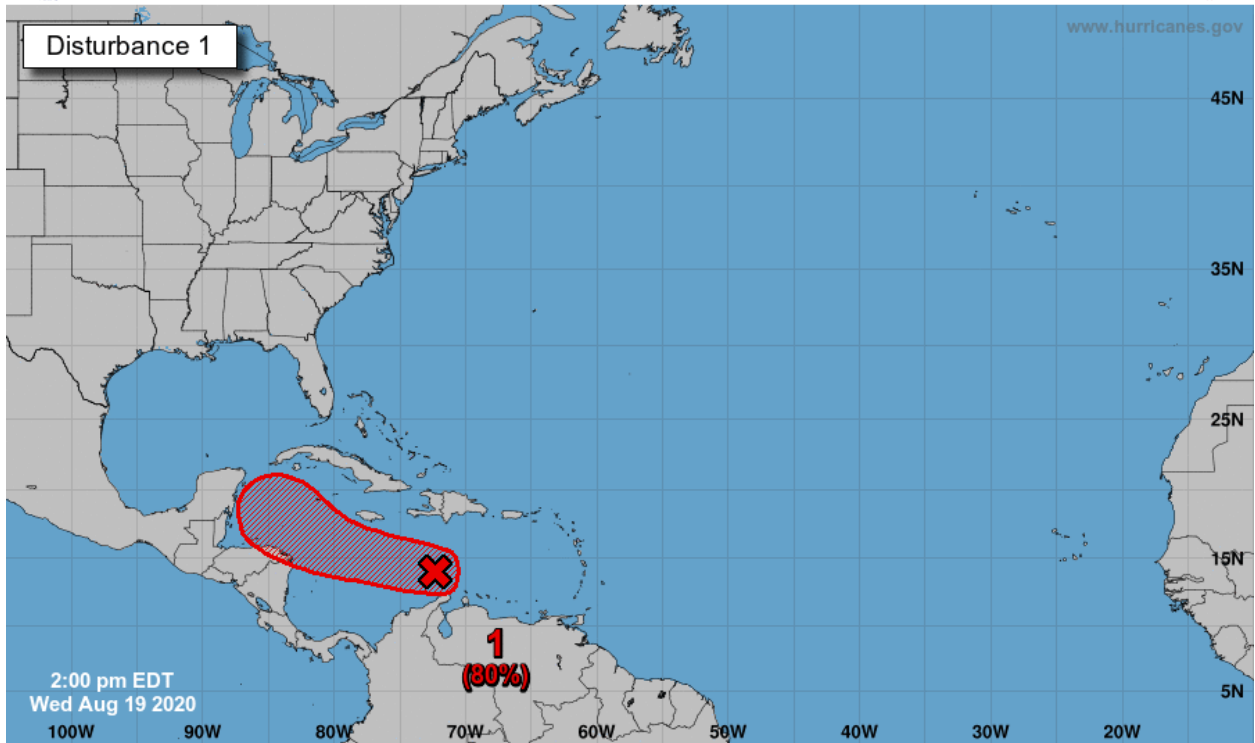 Disturbance 1
www.hurricanes.gov
45N
35N
25N
15N
1
(80%)
5N
2:00 pm EDT
Wed Aug 19 2020
100W 90W 80W 70W 60W 50W 40W 30W 20W